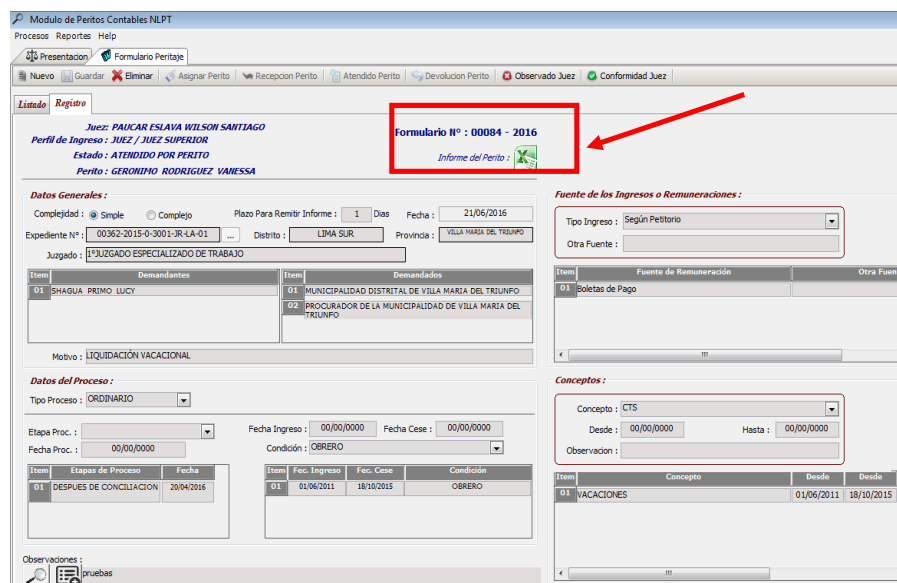 Modulo de Peritos Contables NLPT
Procesos Reportes Help
Presentacion Formulario Peritaje
Nuevo Guardar Eliminar Asignar Perito Recepcion Perito Atendido Perito Devolucion Perito Observado Juez Conformidad Juez
Listado Registro
Juez: PAUCAR ESLAVA WILSON SANTIAGO
Perfil de Ingreso : JUEZ / JUEZ SUPERIOR
Estado : ATENDIDO POR PERITO
Perito : GERONIMO RODRIGUEZ VANESSA
Formulario Nº : 00084 - 2016
Informe del Perito :
Datos Generales :
Complejidad : Simple Complejo Plazo Para Remitir Informe : 1 Dias Fecha : 21/06/2016
Expediente Nº : 00362-2015-0-3001-JR-LA-01 ... Distrito : LIMA SUR Provincia : VILLA MARIA DEL TRIUNFO
Juzgado : 1ºJUZGADO ESPECIALIZADO DE TRABAJO
Item Demandantes
01 SHAGUA PRIMO LUCY
Item Demandados
01 MUNICIPALIDAD DISTRITAL DE VILLA MARIA DEL TRIUNFO
02 PROCURADOR DE LA MUNICIPALIDAD DE VILLA MARIA DEL
TRIUNFO
Motivo : LIQUIDACIÓN VACACIONAL
Fuente de los Ingresos o Remuneraciones :
Tipo Ingreso : Según Petitorio
Otra Fuente :
Item Fuente de Remuneración Otra Fuen
01 Boletas de Pago
Datos del Proceso :
Tipo Proceso : ORDINARIO
Etapa Proc. :
Fecha Proc. : 00/00/0000
Fecha Ingreso : 00/00/0000 Fecha Cese : 00/00/0000
Condición : OBRERO
Item Etapas de Proceso Fecha
01 DESPUES DE CONCILIACION 20/04/2016
Item Fec. Ingreso Fec. Cese Condición
01 01/06/2011 18/10/2015 OBRERO
Observaciones :
pruebas
Conceptos :
Concepto : CTS
Desde : 00/00/0000 Hasta : 00/00/0000
Observacion :
Item Concepto Desde Desde
01 VACACIONES 01/06/2011 18/10/2015